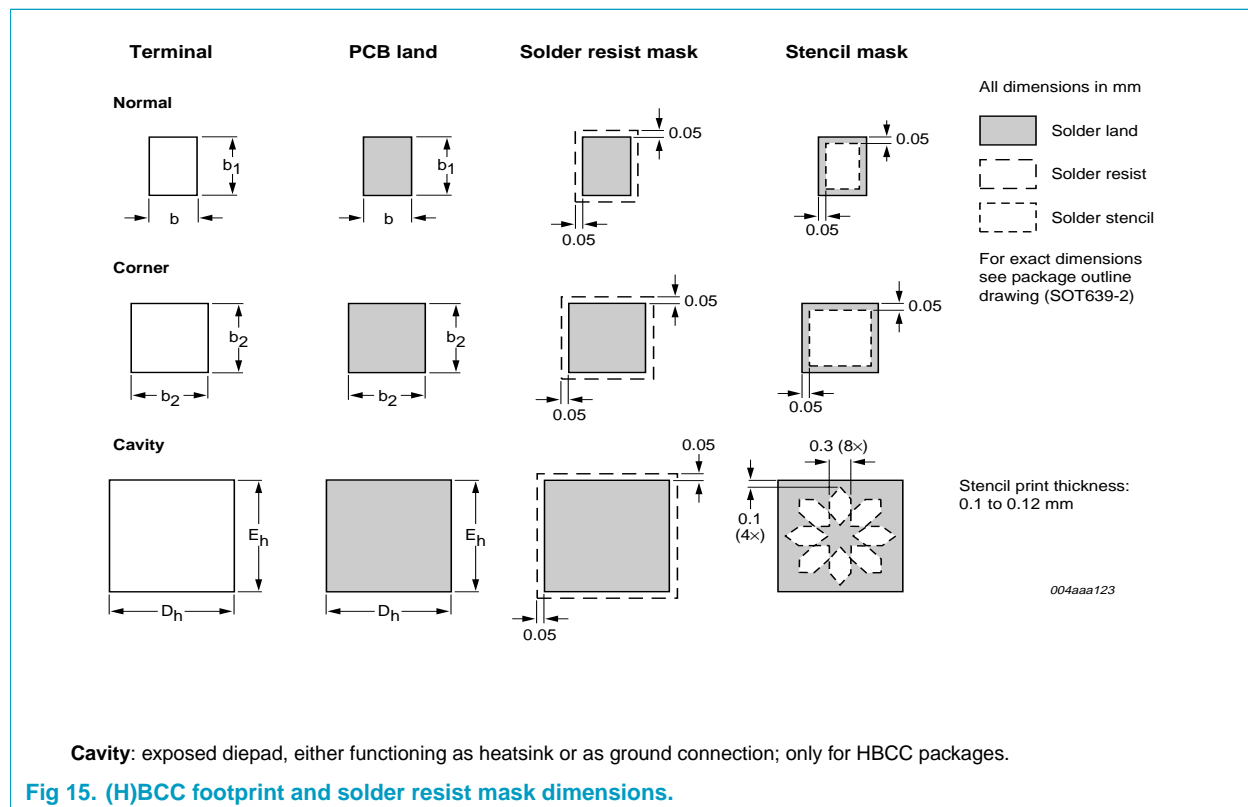 Terminal
PCB land
Solder resist mask
Stencil mask
All dimensions in mm
Solder land
Solder resist
Solder stencil
For exact dimensions
see package outline
drawing (SOT639-2)
Normal
b1
b
b1
b
0.05
0.05
0.05
0.05
Corner
b2
b2
b2
b2
0.05
0.05
0.05
0.05
Cavity
Eh
Dh
Eh
Dh
0.05
0.05
0.3 (8×)
0.1
(4×)
Stencil print thickness:
0.1 to 0.12 mm
004aaa123
Cavity: exposed diepad, either functioning as heatsink or as ground connection; only for HBCC packages.
Fig 15. (H)BCC footprint and solder resist mask dimensions.